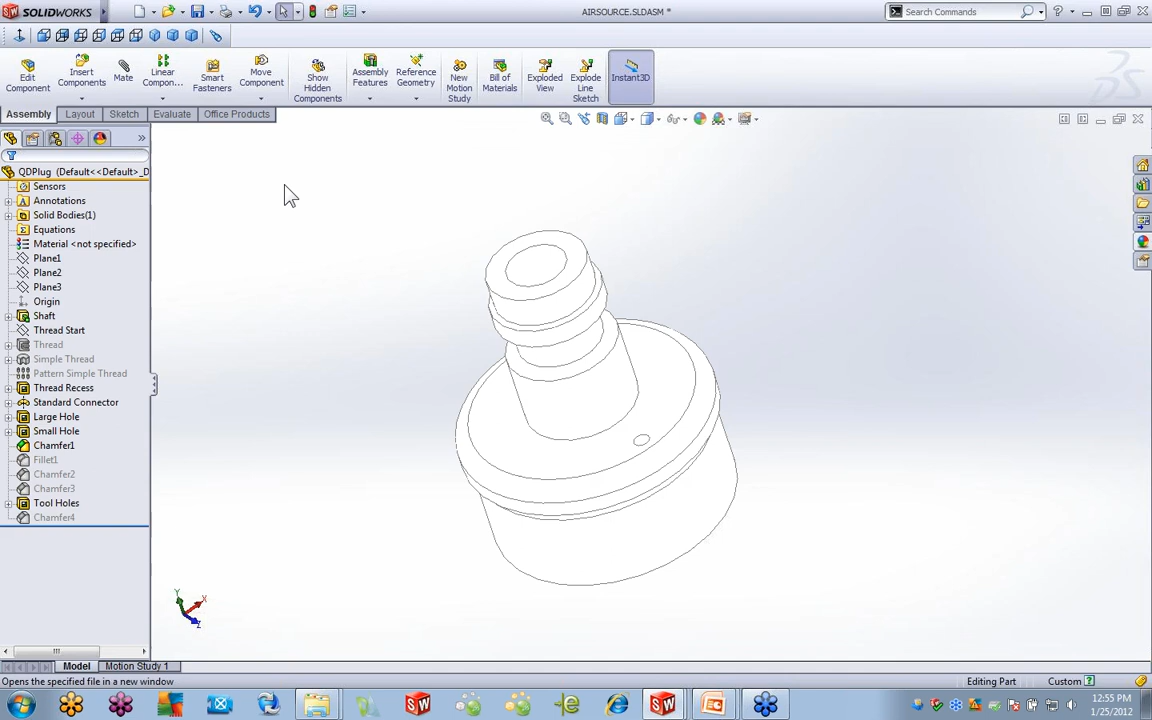 SOLIDWORKS
AIRSOURCE.SLDASM *
Search Commands
Edit Component
Insert Components
Mate
Linear Compon...
Smart Fasteners
Move Component
Show Hidden Components
Assembly Features
Reference Geometry
New Motion Study
Bill of Materials
Exploded View
Explode Line Sketch
Instant3D
Assembly
Layout
Sketch
Evaluate
Office Products
QDPlug (Default<<Default>_D
Sensors
Annotations
Solid Bodies(1)
Equations
Material <not specified>
Plane1
Plane2
Plane3
Origin
Shaft
Thread Start
Thread
Simple Thread
Pattern Simple Thread
Thread Recess
Standard Connector
Large Hole
Small Hole
Chamfer1
Fillet1
Chamfer2
Chamfer3
Tool Holes
Chamfer4
Y
X
Z
Model
Motion Study 1
Opens the specified file in a new window
Editing Part
Custom
12:55 PM
1/25/2012